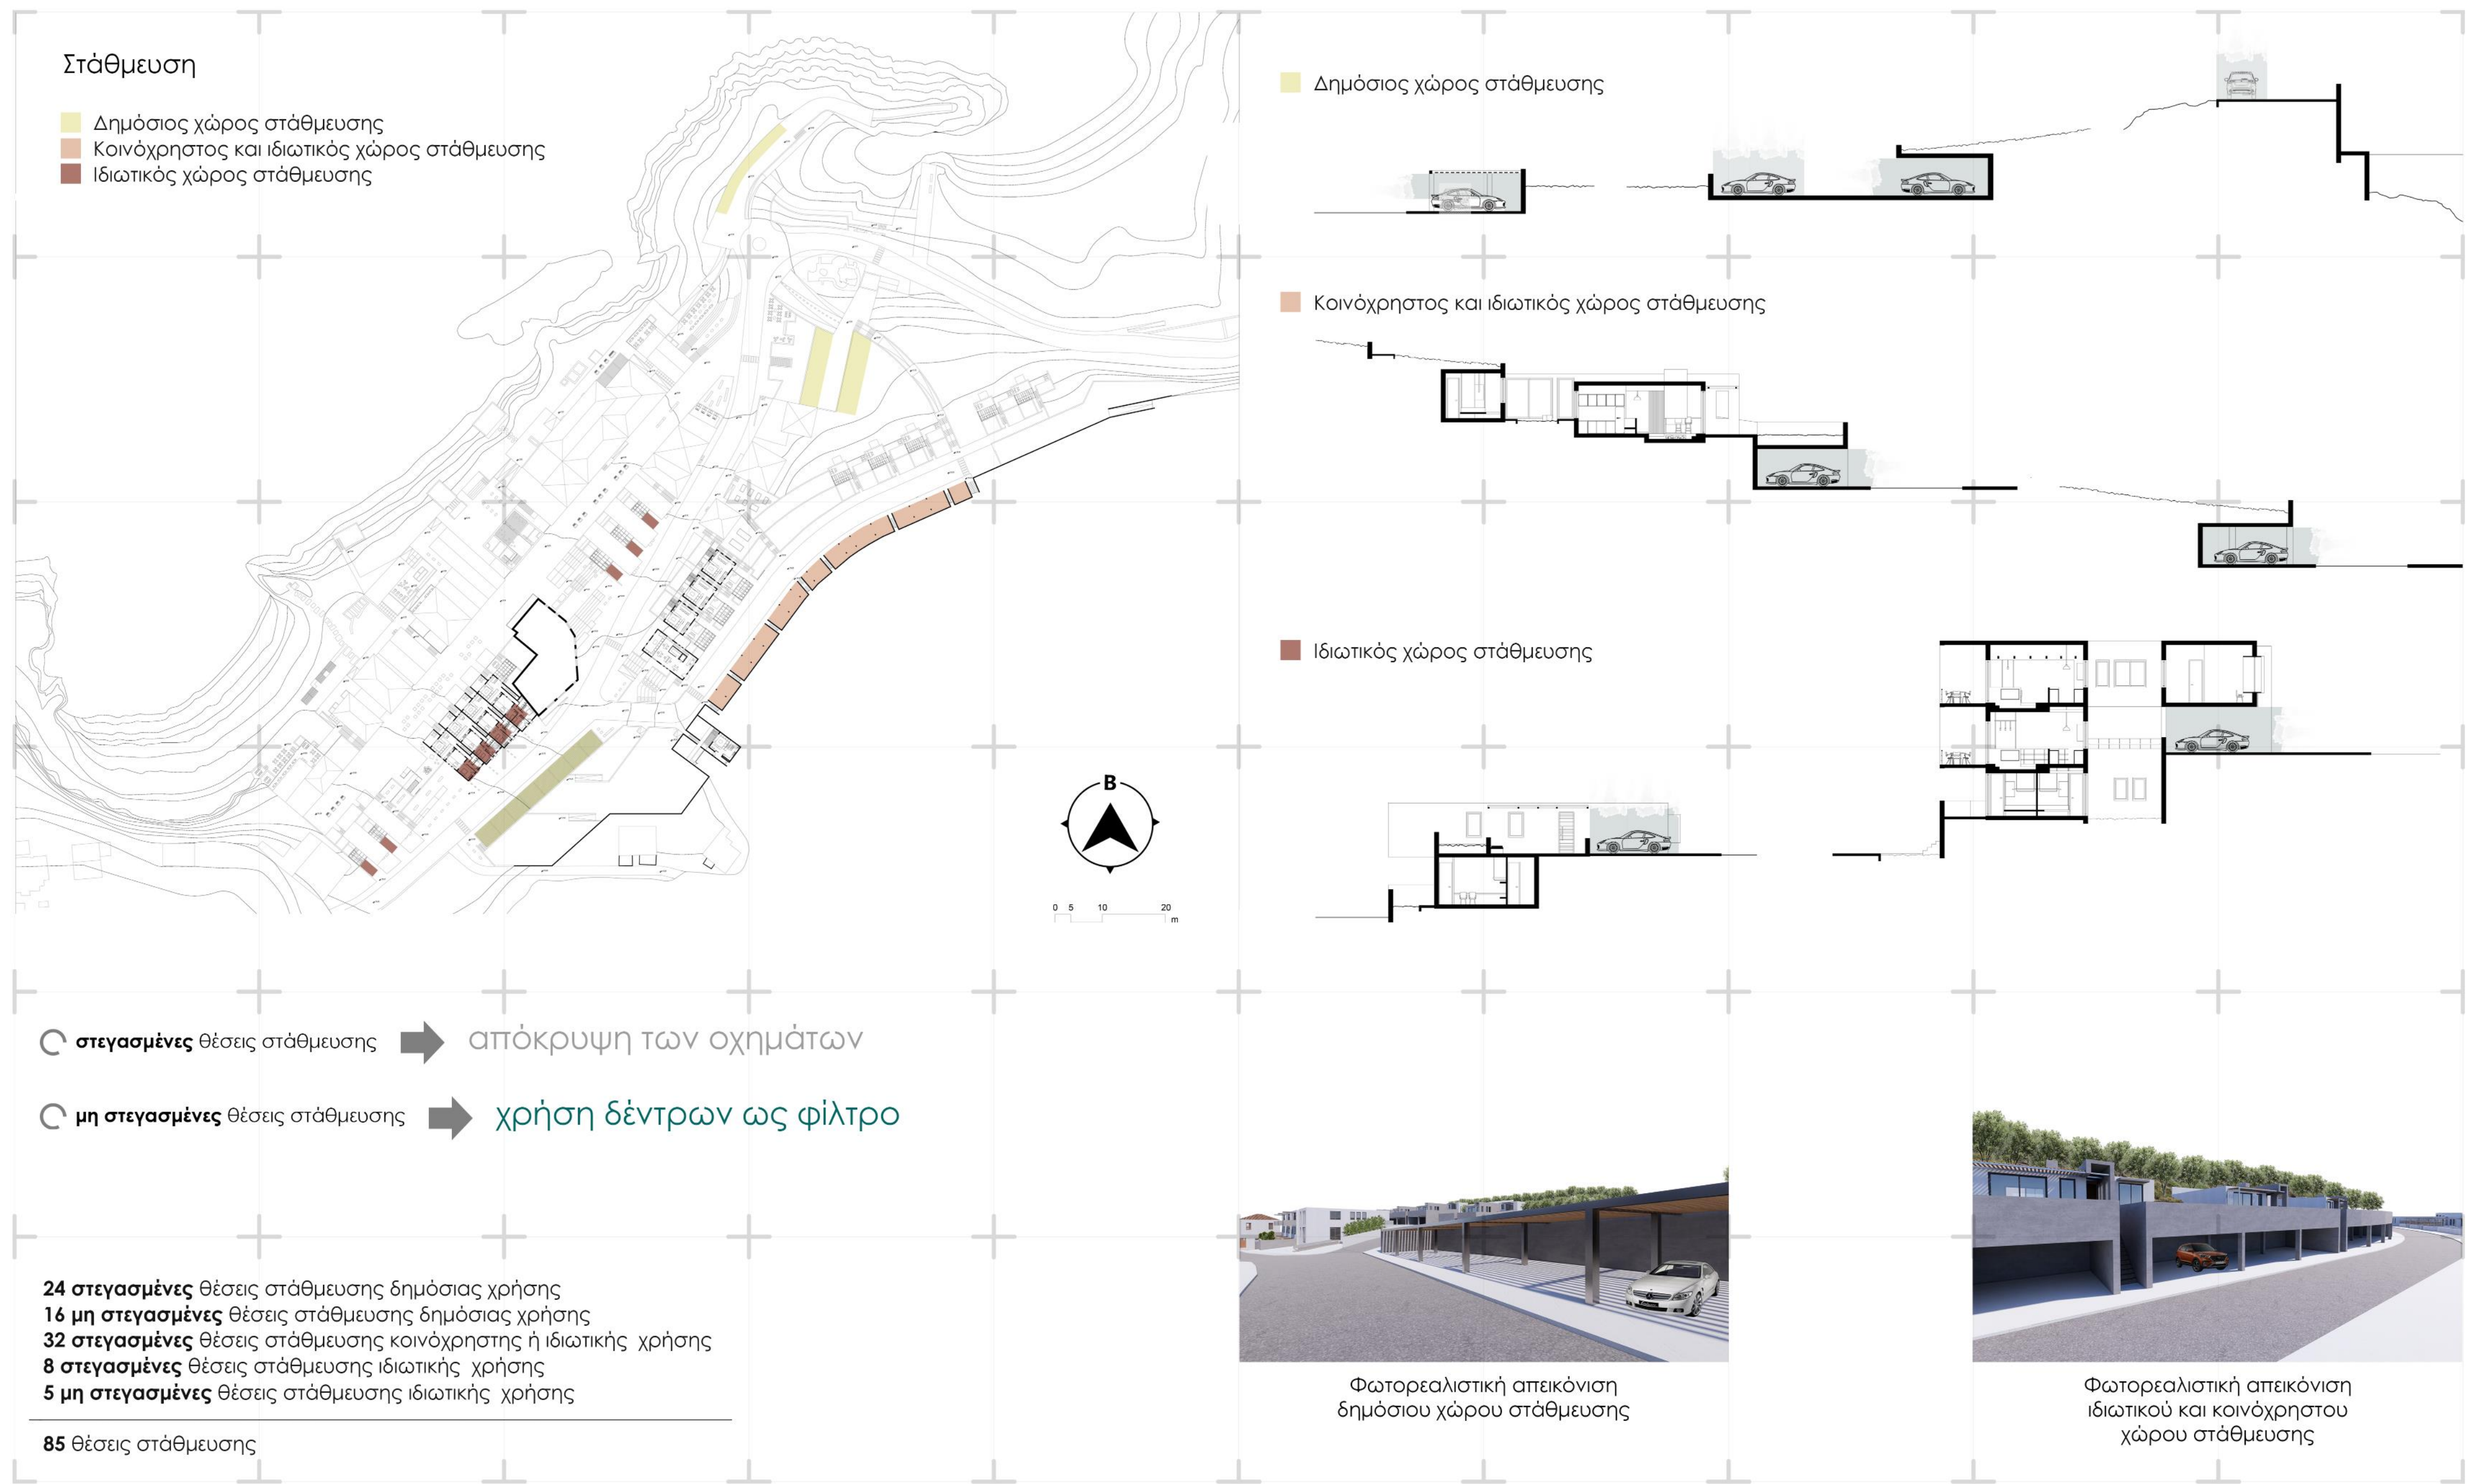 Στάθμευση
Δημόσιος χώρος στάθμευσης
Κοινόχρηστος και ιδιωτικός χώρος στάθμευσης
Ιδιωτικός χώρος στάθμευσης
B
0 5 10 20
m
Δημόσιος χώρος στάθμευσης
Κοινόχρηστος και ιδιωτικός χώρος στάθμευσης
Ιδιωτικός χώρος στάθμευσης
στεγασμένες θέσεις στάθμευσης απόκρυψη των οχημάτων
μη στεγασμένες θέσεις στάθμευσης χρήση δέντρων ως φίλτρο
24 στεγασμένες θέσεις στάθμευσης δημόσιας χρήσης
16 μη στεγασμένες θέσεις στάθμευσης δημόσιας χρήσης
32 στεγασμένες θέσεις στάθμευσης κοινόχρηστης ή ιδιωτικής χρήσης
8 στεγασμένες θέσεις στάθμευσης ιδιωτικής χρήσης
5 μη στεγασμένες θέσεις στάθμευσης ιδιωτικής χρήσης
85 θέσεις στάθμευσης
Φωτορεαλιστική απεικόνιση
δημόσιου χώρου στάθμευσης
Φωτορεαλιστική απεικόνιση
ιδιωτικού και κοινόχρηστου
χώρου στάθμευσης